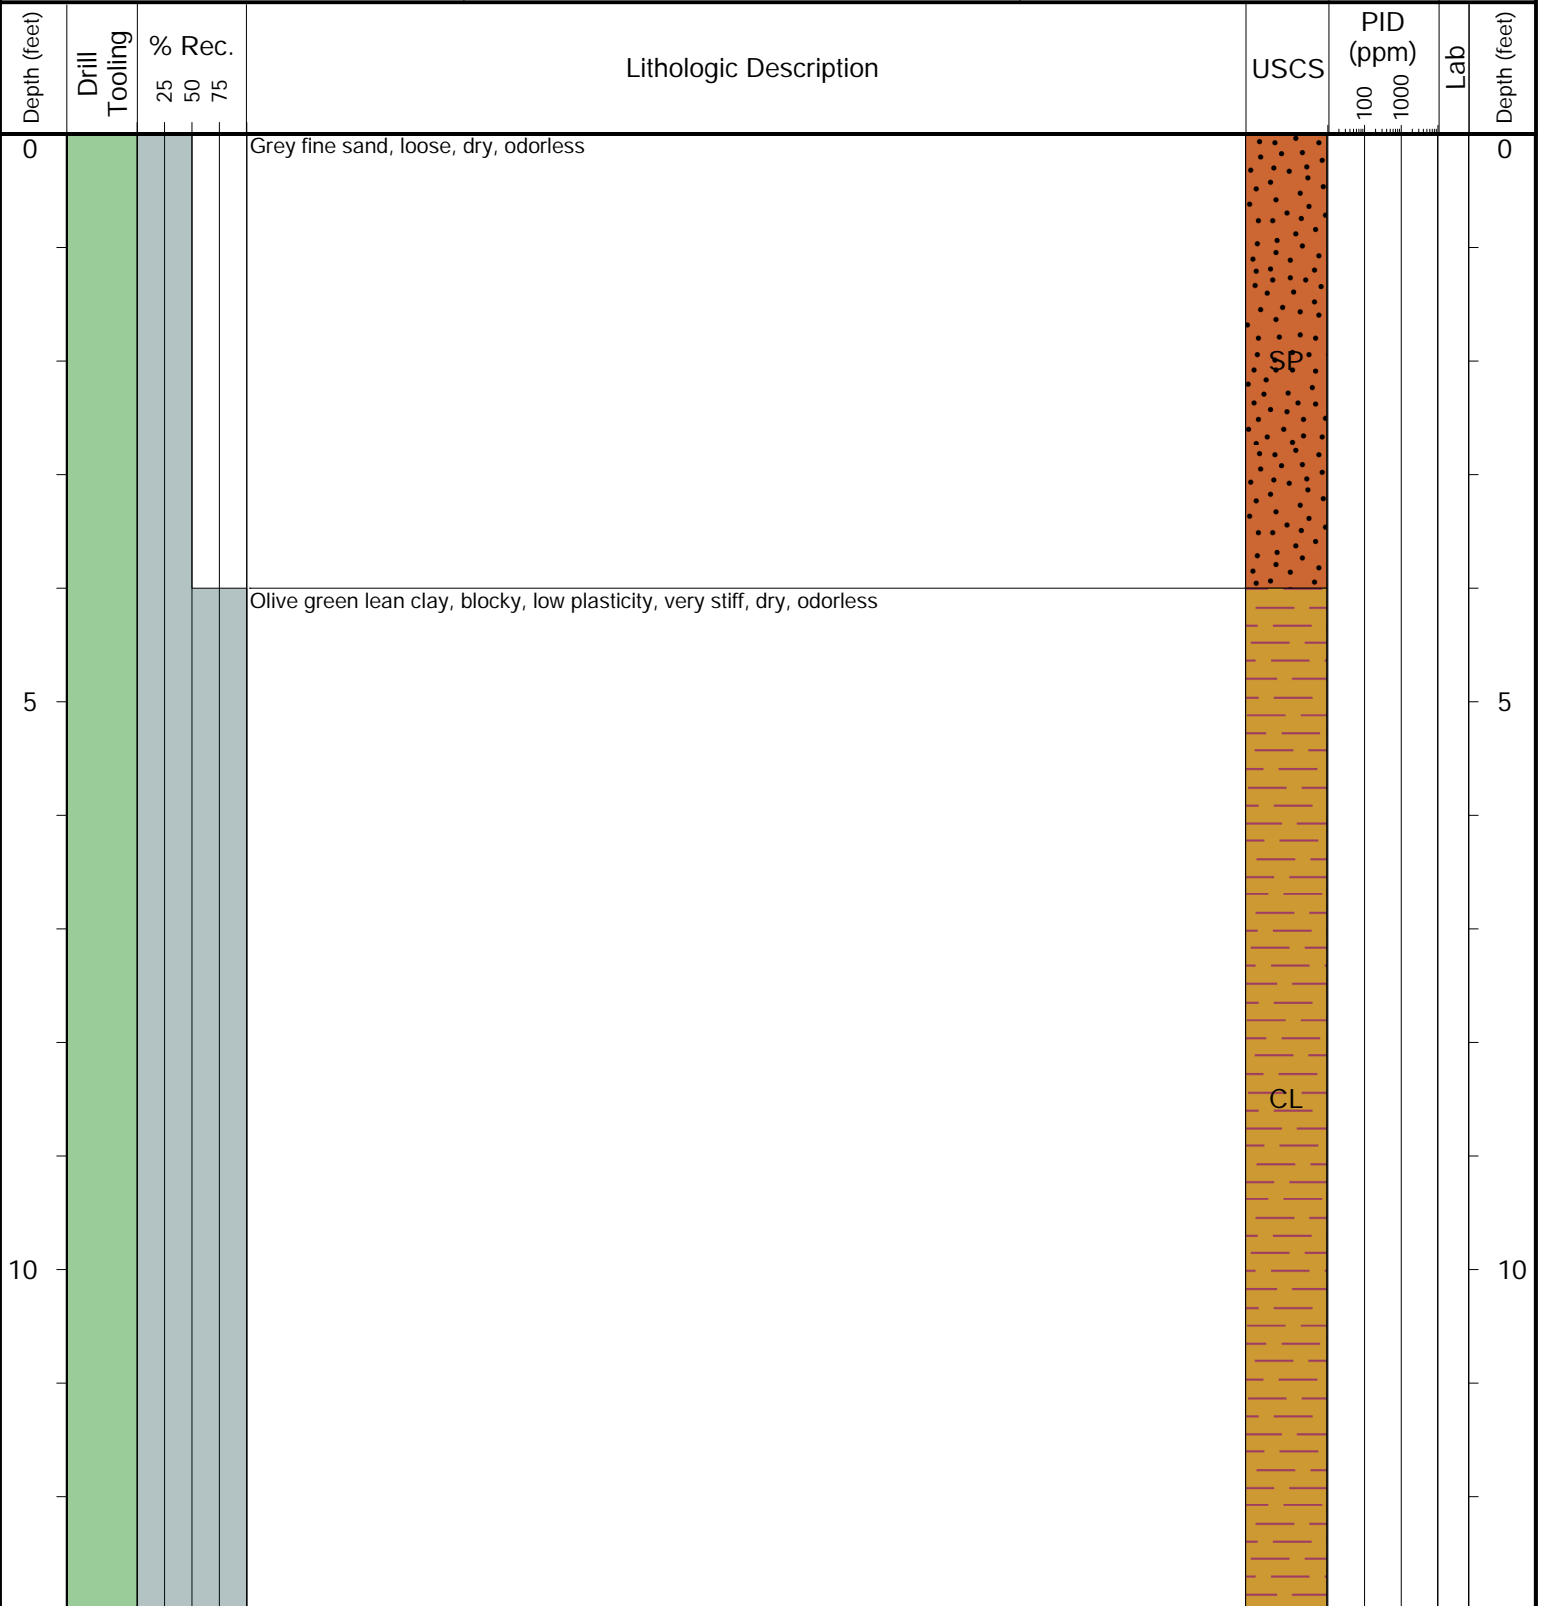 Depth (feet)
Drill
Tooling
% Rec.
25
50
75
Lithologic Description
USCS
PID
(ppm)
100
1000
Lab
Depth (feet)
0
Grey fine sand, loose, dry, odorless
0
SP
Olive green lean clay, blocky, low plasticity, very stiff, dry, odorless
5
5
CL
10
10